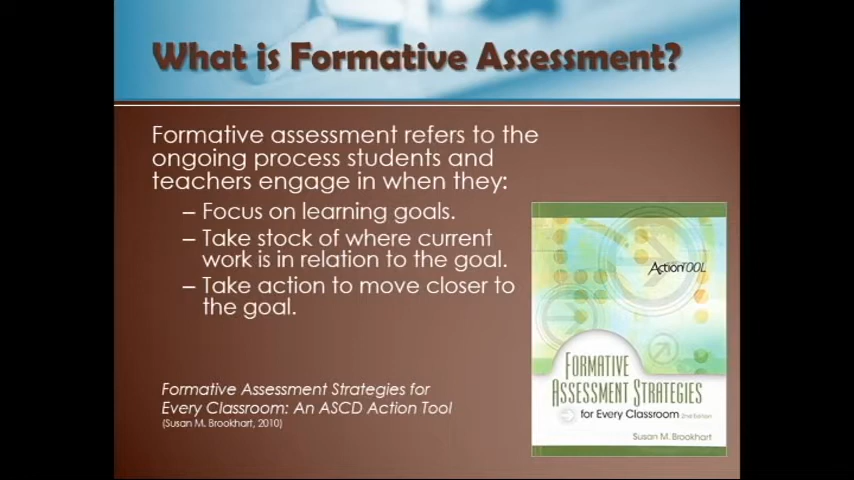 What is Formative Assessment?
Formative assessment refers to the
ongoing process students and
teachers engage in when they:
– Focus on learning goals.
– Take stock of where current
work is in relation to the goal.
– Take action to move closer to
the goal.
Formative Assessment Strategies for
Every Classroom: An ASCD Action Tool
(Susan M. Brookhart, 2010)
ActionTOOL
FORMATIVE
ASSESSMENT STRATEGIES
for Every Classroom 2nd Edition
Susan M. Brookhart